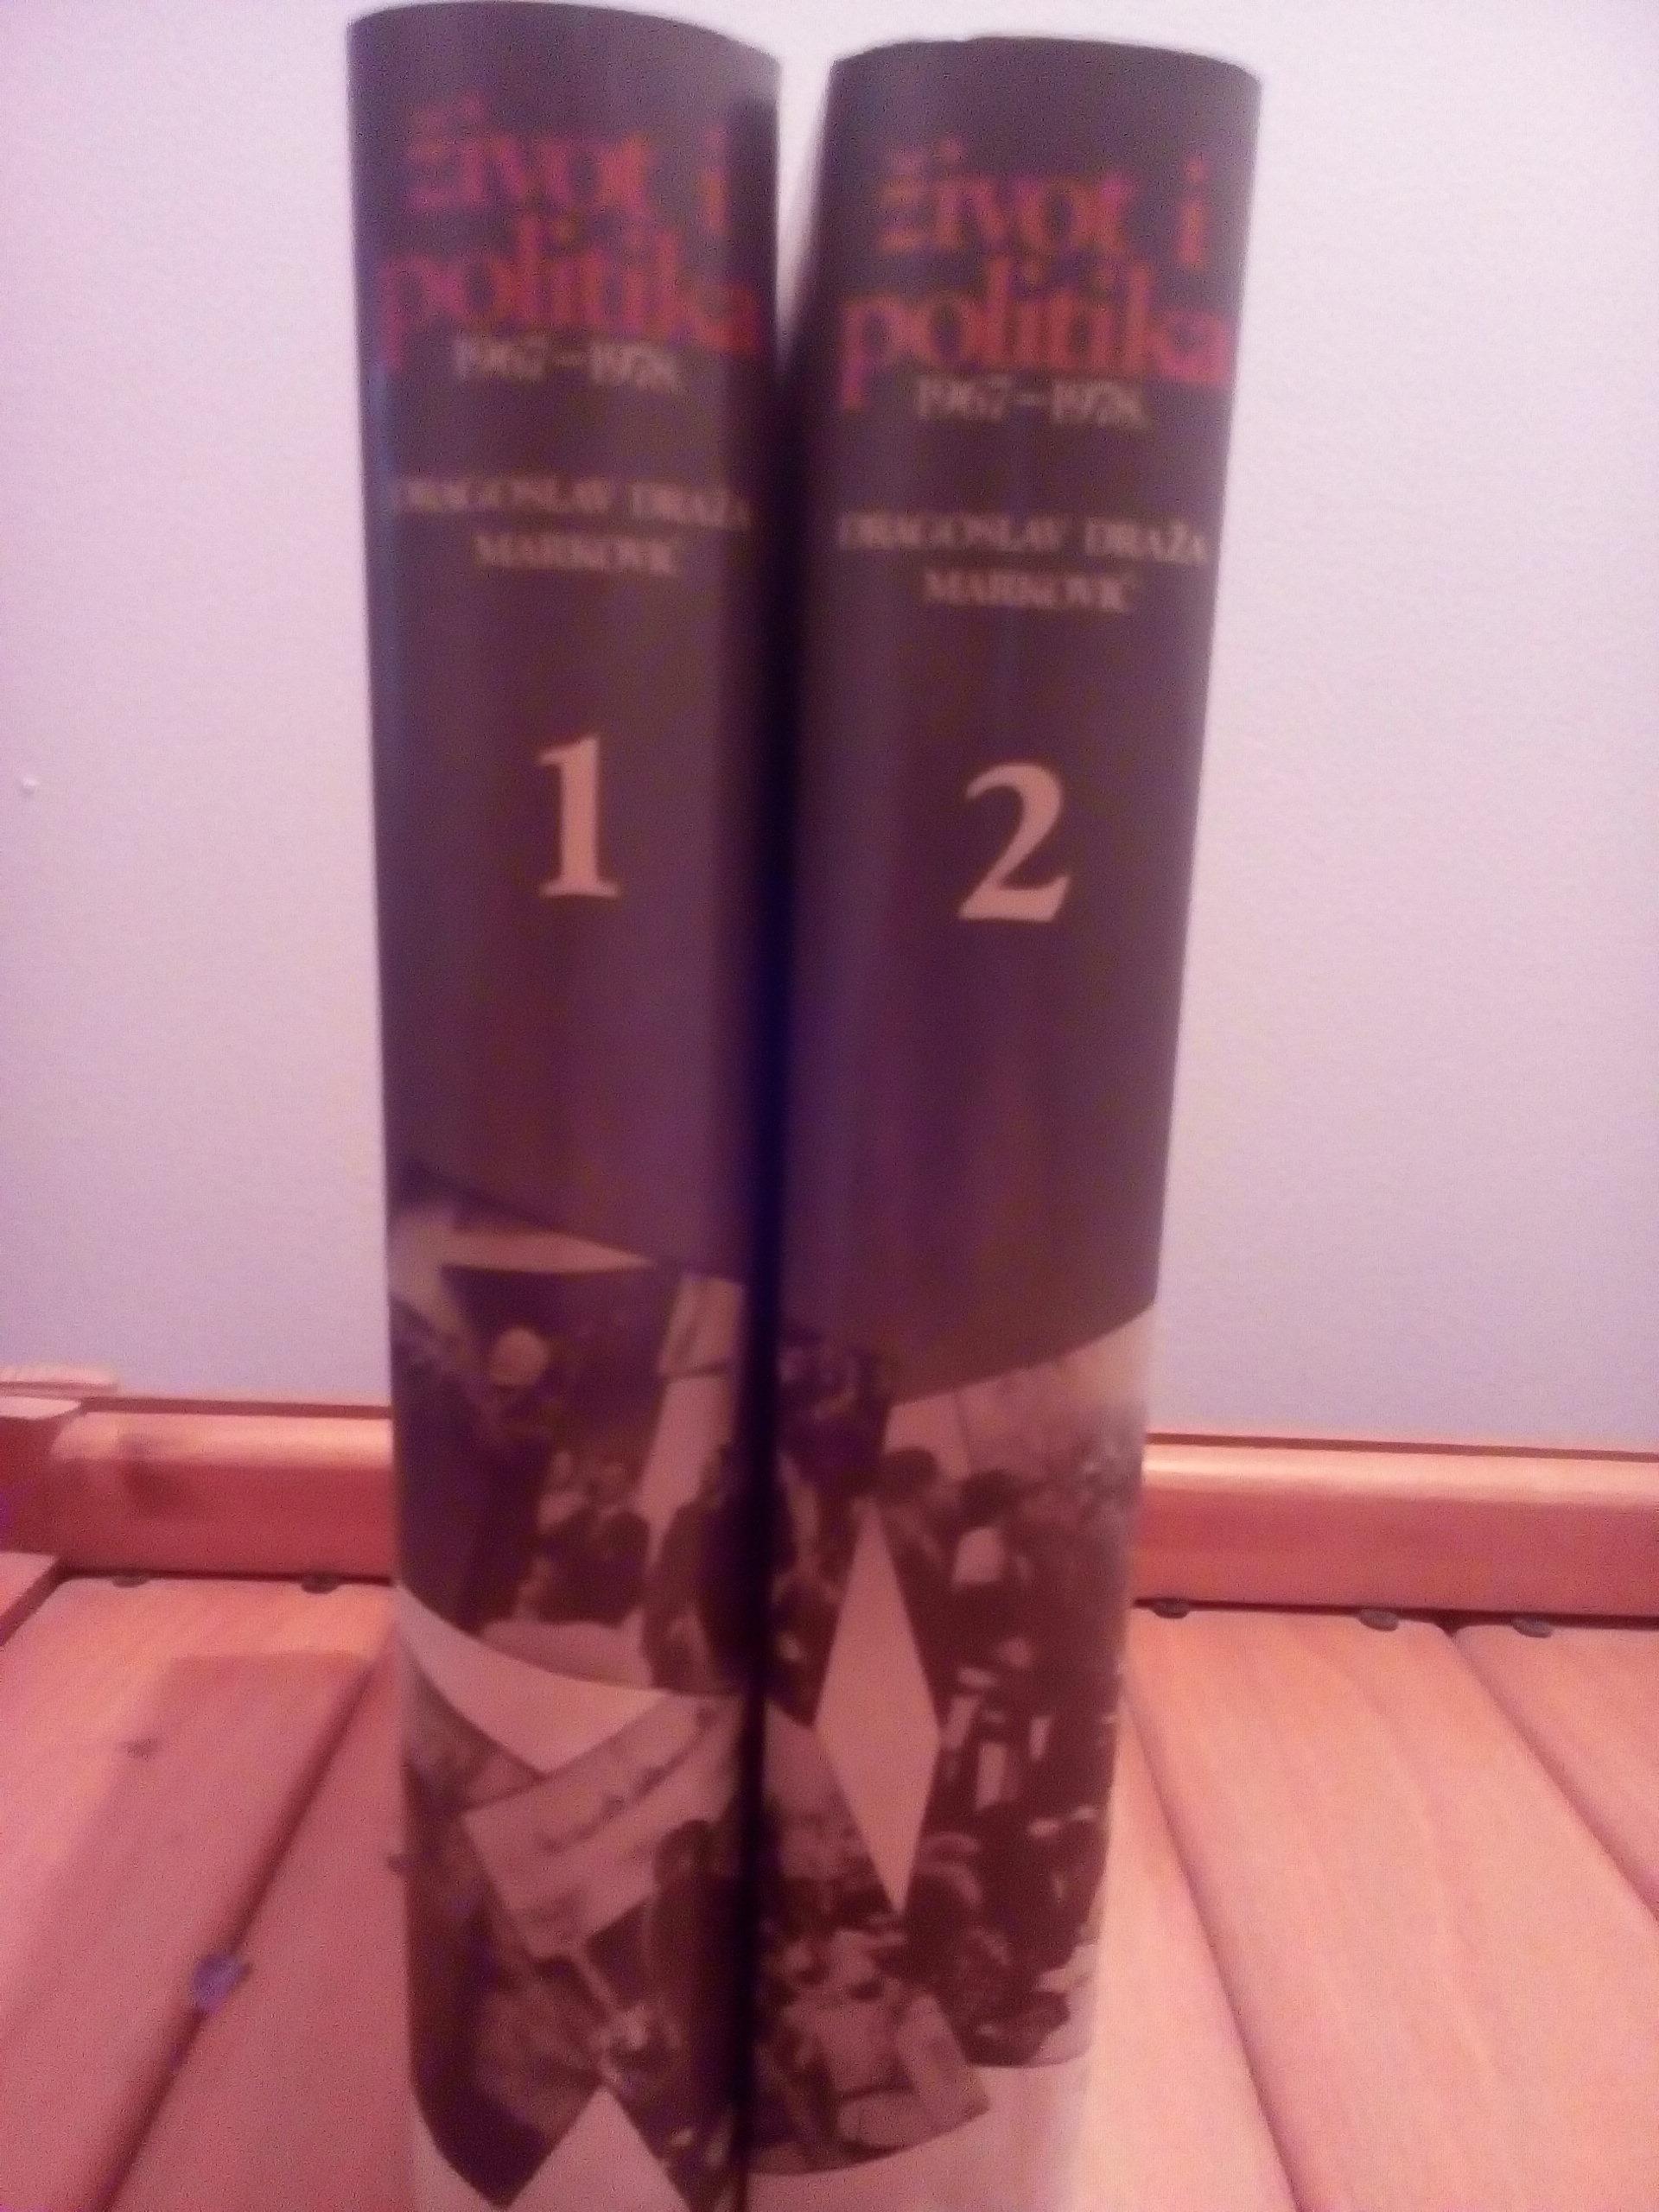 život i
politika
1967–1978.
DRAGOSLAV DRAŽA
MARKOVIĆ
1
život i
politika
1967–1978.
DRAGOSLAV DRAŽA
MARKOVIĆ
2